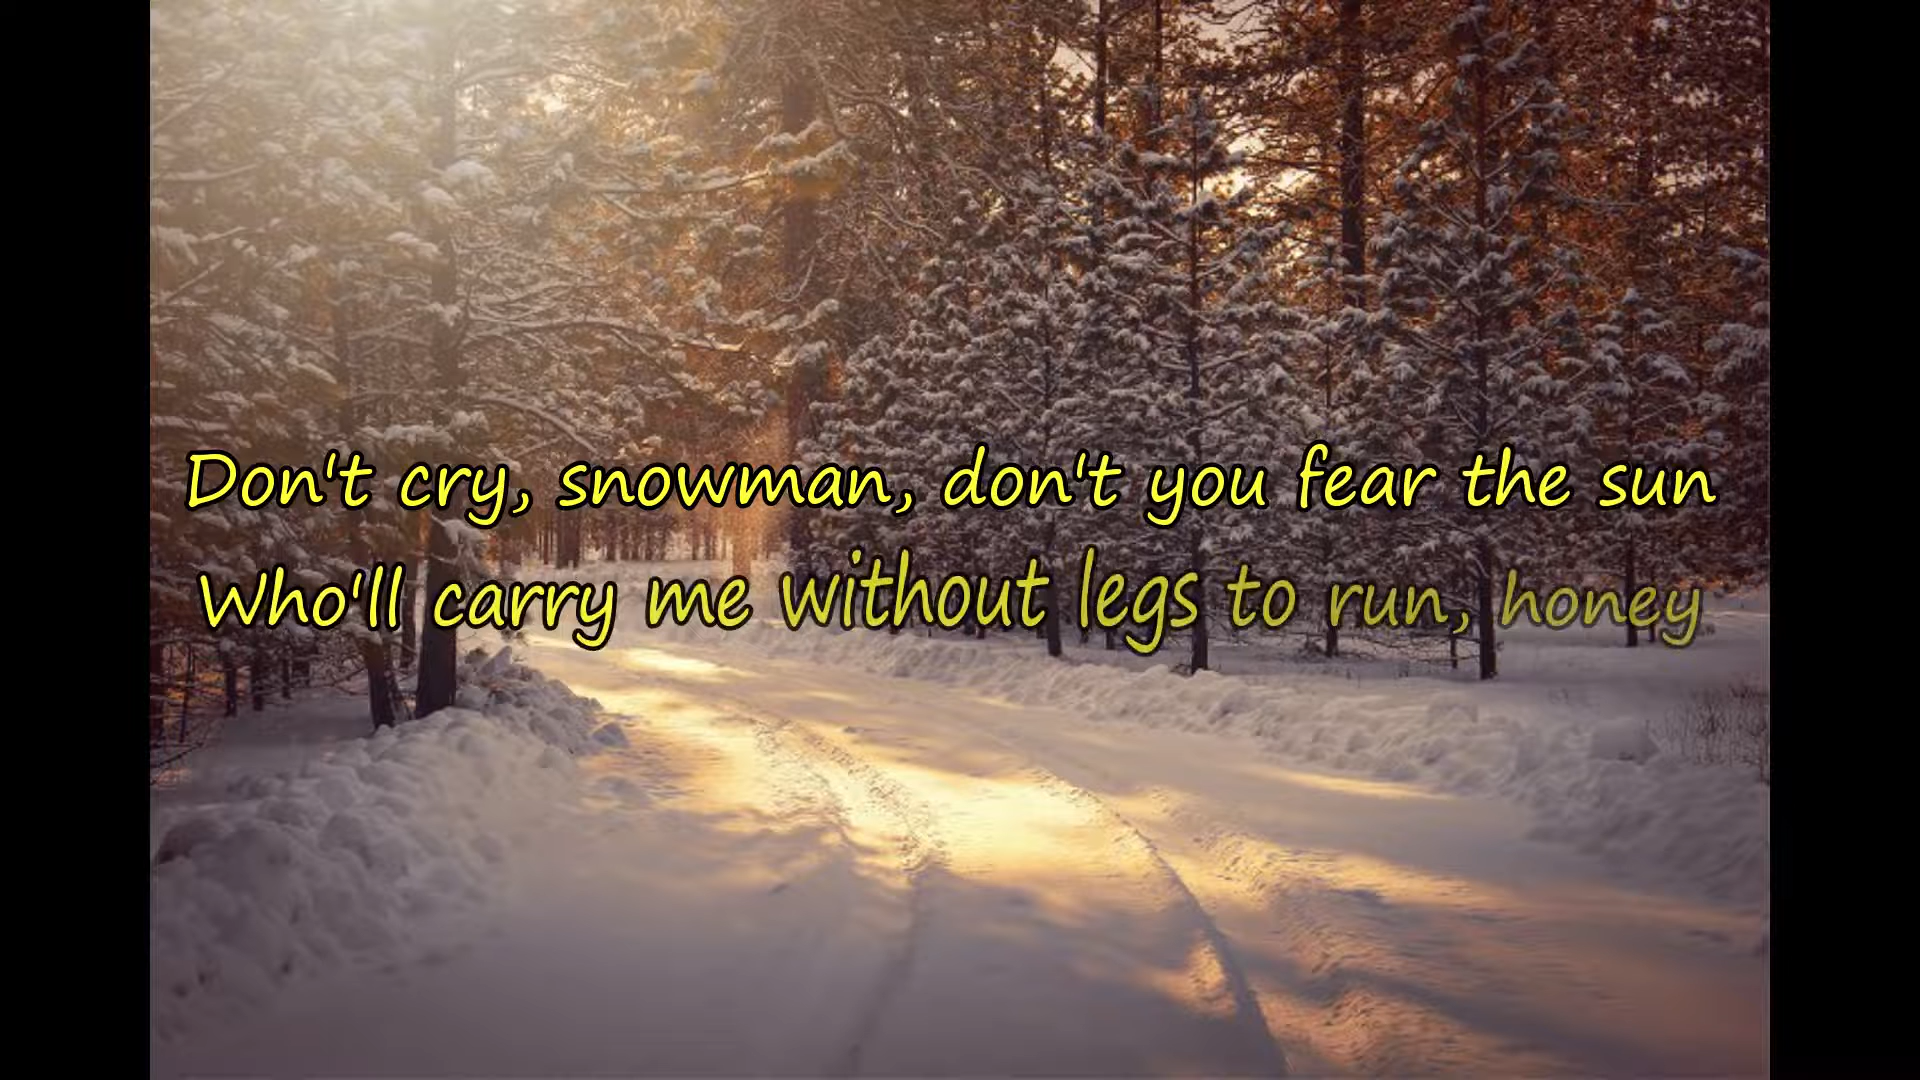 Don't cry, snowman, don't you fear the sun
Who'll carry me without legs to run, honey